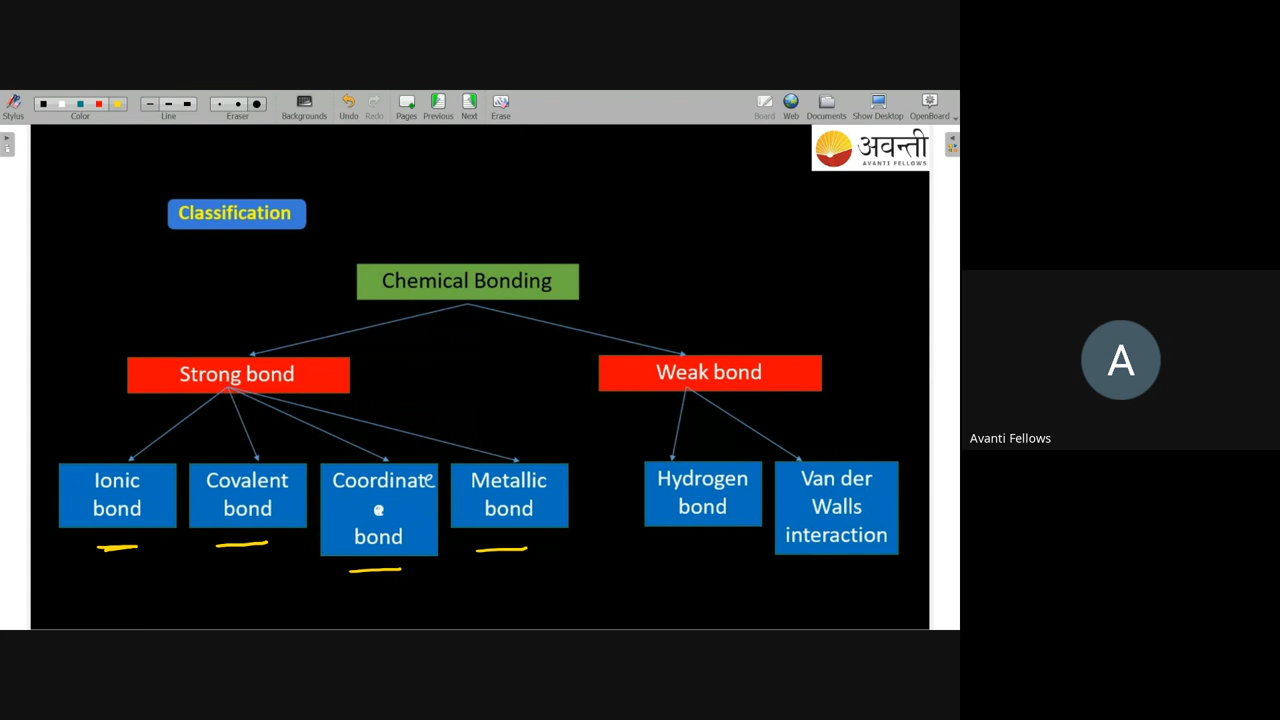 Stylus
Color
Line
Eraser
Backgrounds
Undo
Redo
Pages
Previous
Next
Erase
Board
Web
Documents
Show Desktop
OpenBoard
अवन्ती
AVANTI FELLOWS
Classification
Chemical Bonding
Strong bond
Weak bond
Ionic
bond
Covalent
bond
Coordinate
e
bond
Metallic
bond
Hydrogen
bond
Van der
Walls
interaction
A
Avanti Fellows